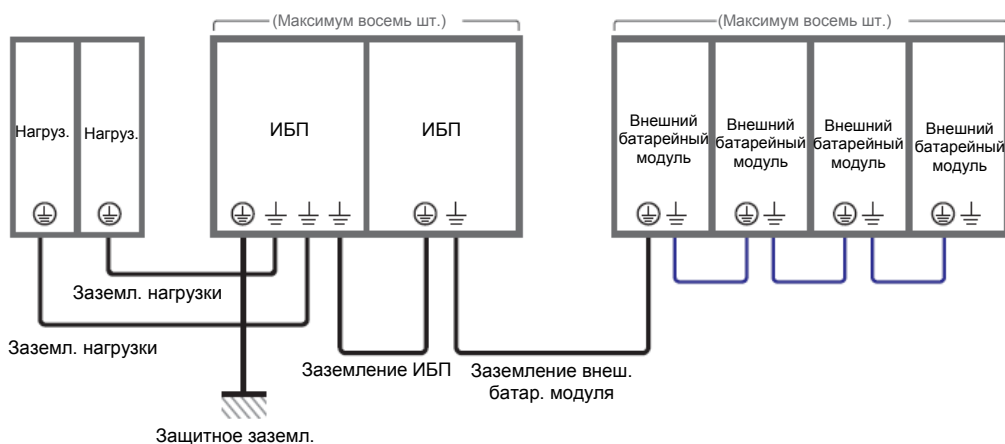 (Максимум восемь шт.)
(Максимум восемь шт.)
Нагруз.
Нагруз.
ИБП
ИБП
Внешний
батарейный
модуль
Внешний
батарейный
модуль
Внешний
батарейный
модуль
Внешний
батарейный
модуль
Заземл. нагрузки
Заземл. нагрузки
Заземление ИБП
Заземление внеш.
батар. модуля
Защитное заземл.